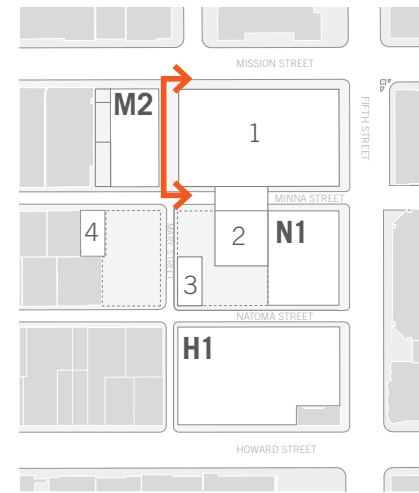 MISSION STREET
M2
1
FIFTH STREET
MINNA STREET
4
MARY STREET
2
N1
3
NATOMA STREET
H1
HOWARD STREET